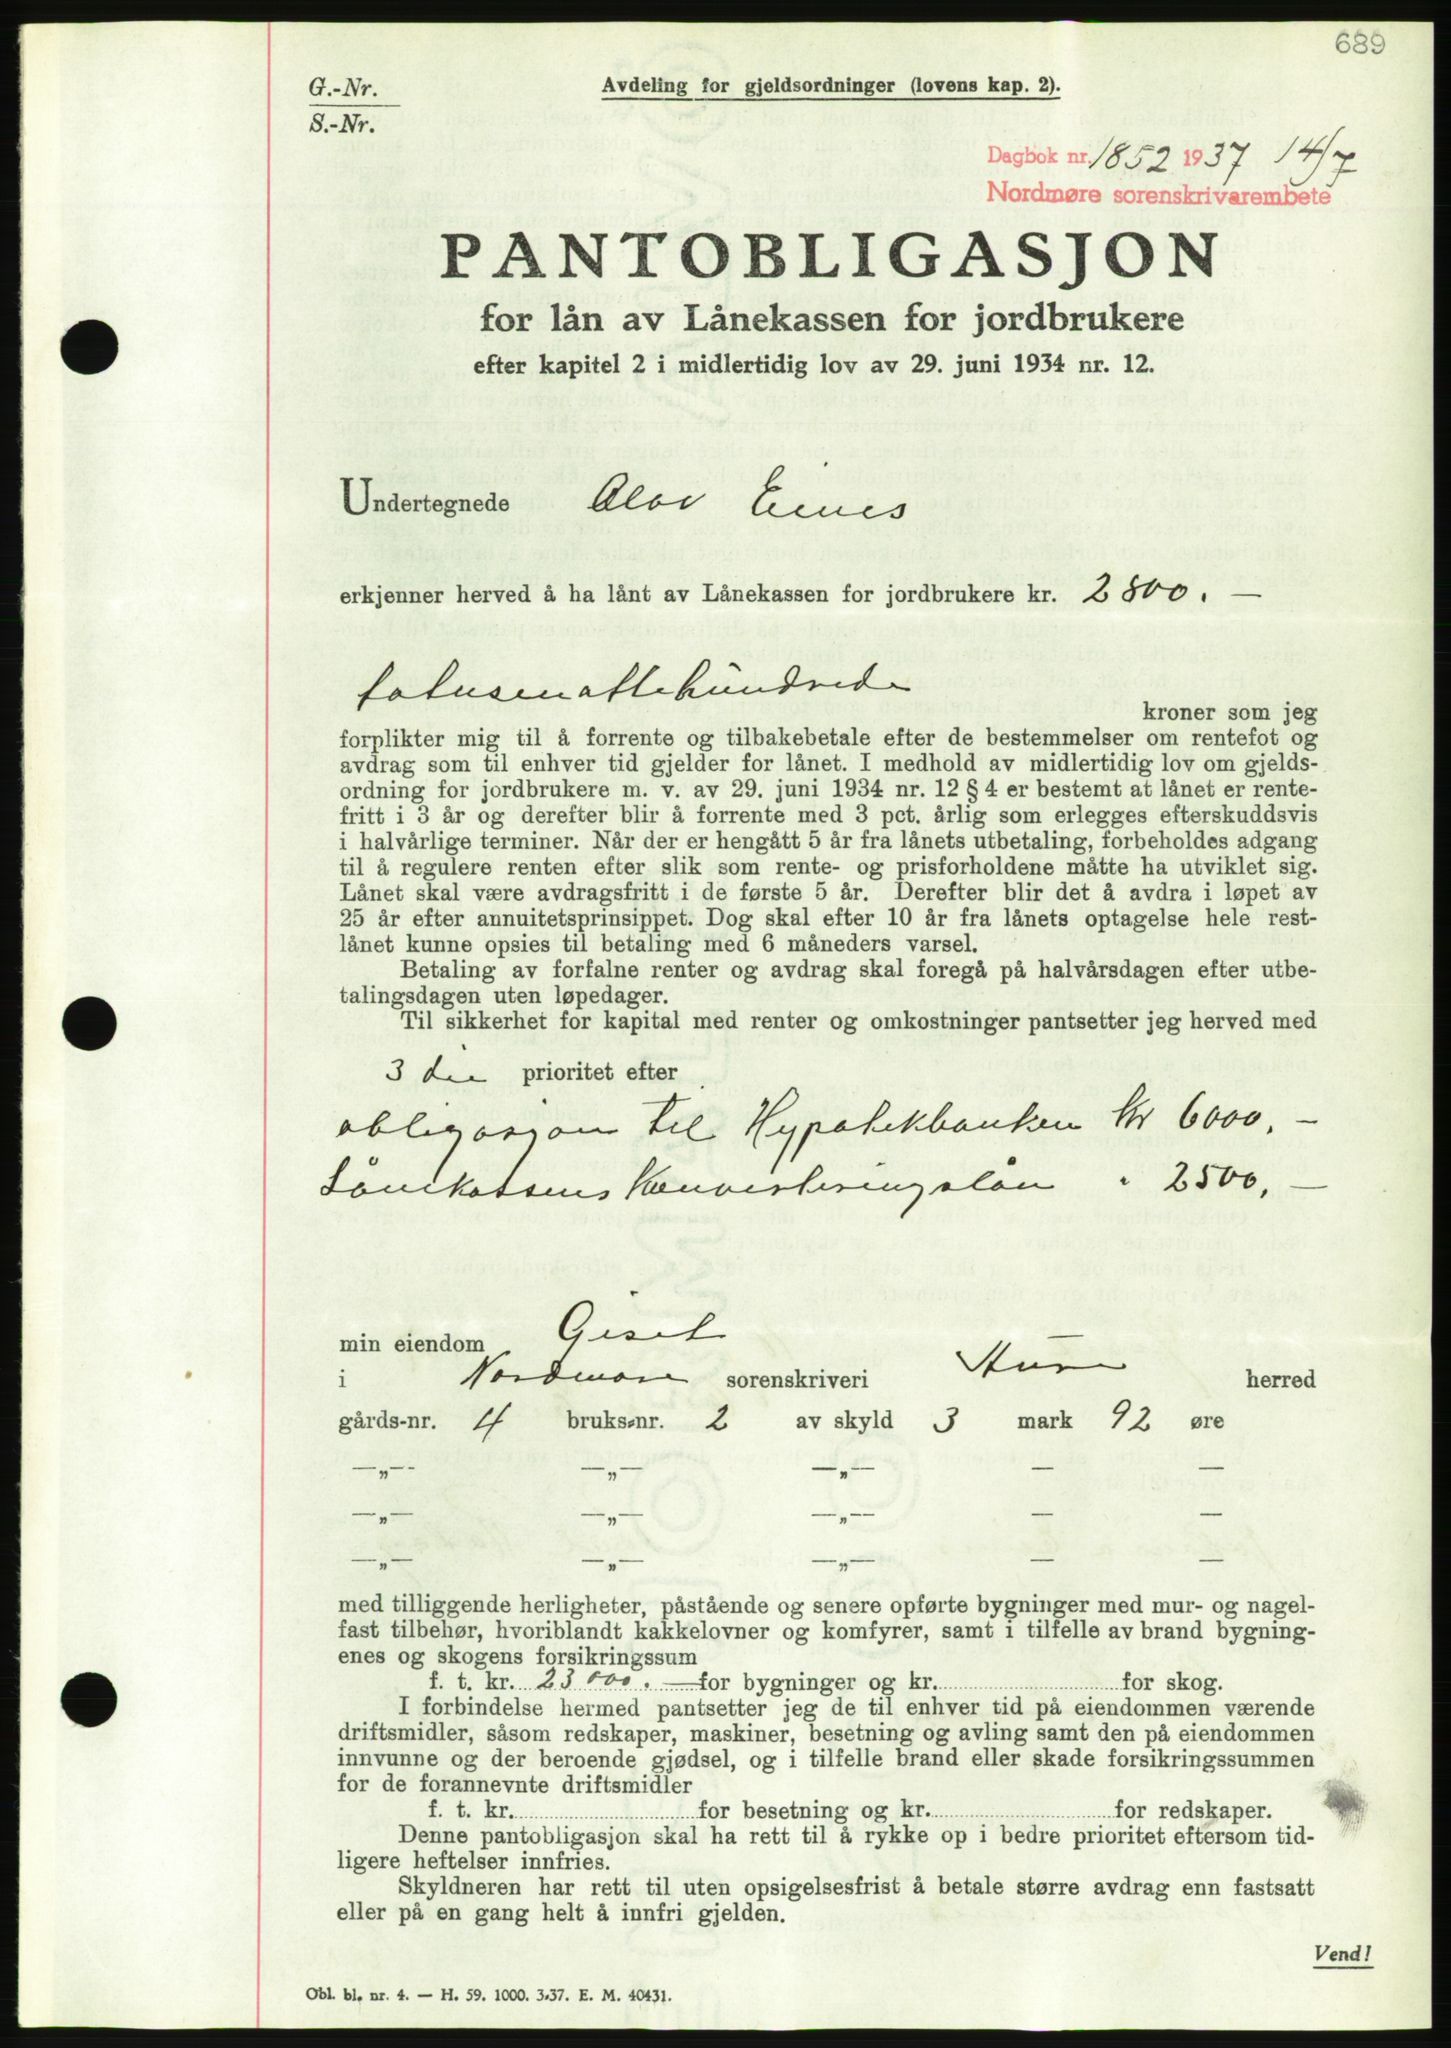 689
G.-Nr.
S.-Nr.
Avdeling for gjeldsordninger (lovens kap. 2).
Dagbok nr. 1852 1937 14/7
Nordmøre sorenskrivarembete
PANTOBLIGASJON
for lån av Lånekassen for jordbrukere
efter kapitel 2 i midlertidig lov av 29. juni 1934 nr. 12.
Undertegnede Olav Eines
erkjenner herved å ha lånt av Lånekassen for jordbrukere kr. 2800.—
totusenattehundrede
kroner som jeg
forplikter mig til å forrente og tilbakebetale efter de bestemmelser om rentefot og
avdrag som til enhver tid gjelder for lånet. I medhold av midlertidig lov om gjelds-
ordning for jordbrukere m. v. av 29. juni 1934 nr. 12 § 4 er bestemt at lånet er rente-
fritt i 3 år og derefter blir å forrente med 3 pct. årlig som erlegges efterskuddsvis
i halvårlige terminer. Når der er hengått 5 år fra lånets utbetaling, forbeholdes adgang
til å regulere renten efter slik som rente- og prisforholdene måtte ha utviklet sig.
Lånet skal være avdragsfritt i de første 5 år. Derefter blir det å avdra i løpet av
25 år efter annuitetsprinsippet. Dog skal efter 10 år fra lånets optagelse hele rest-
lånet kunne opsies til betaling med 6 måneders varsel.
Betaling av forfalne renter og avdrag skal foregå på halvårsdagen efter utbe-
talingsdagen uten løpedager.
Til sikkerhet for kapital med renter og omkostninger pantsetter jeg herved med
3 die prioritet efter
obligasjon til Hypotekbanken kr 6000.—
Lånekassens Konverteringslån " 2500.—
min eiendom Giset
i Nordmøre sorenskriveri Sture herred
gårds-nr. 4 bruks-nr. 2 av skyld 3 mark 92 øre
—„— —„— —„— — —
—„— —„— —„— — —
—„— —„— —„— — —
med tilliggende herligheter, påstående og senere opførte bygninger med mur- og nagel-
fast tilbehør, hvoriblandt kakkelovner og komfyrer, samt i tilfelle av brand bygning-
enes og skogens forsikringssum
f. t. kr. 23000.— for bygninger og kr. for skog.
I forbindelse hermed pantsetter jeg de til enhver tid på eiendommen værende
driftsmidler, såsom redskaper, maskiner, besetning og avling samt den på eiendommen
innvunne og der beroende gjødsel, og i tilfelle brand eller skade forsikringssummen
for de forannevnte driftsmidler
f. t. kr. for besetning og kr. for redskaper.
Denne pantobligasjon skal ha rett til å rykke op i bedre prioritet eftersom tid-
ligere heftelser innfries.
Skyldneren har rett til uten opsigelsesfrist å betale større avdrag enn fastsatt
eller på en gang helt å innfri gjelden.
Vend!
Obl. bl. nr. 4. — H. 59. 1000. 3.37. E. M. 40431.